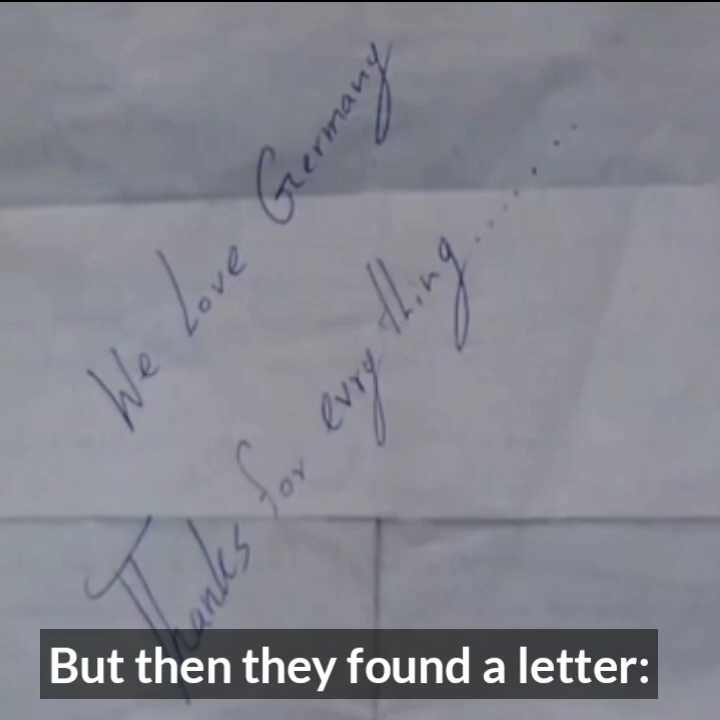 We Love Germany
Thanks for evry thing........
But then they found a letter: